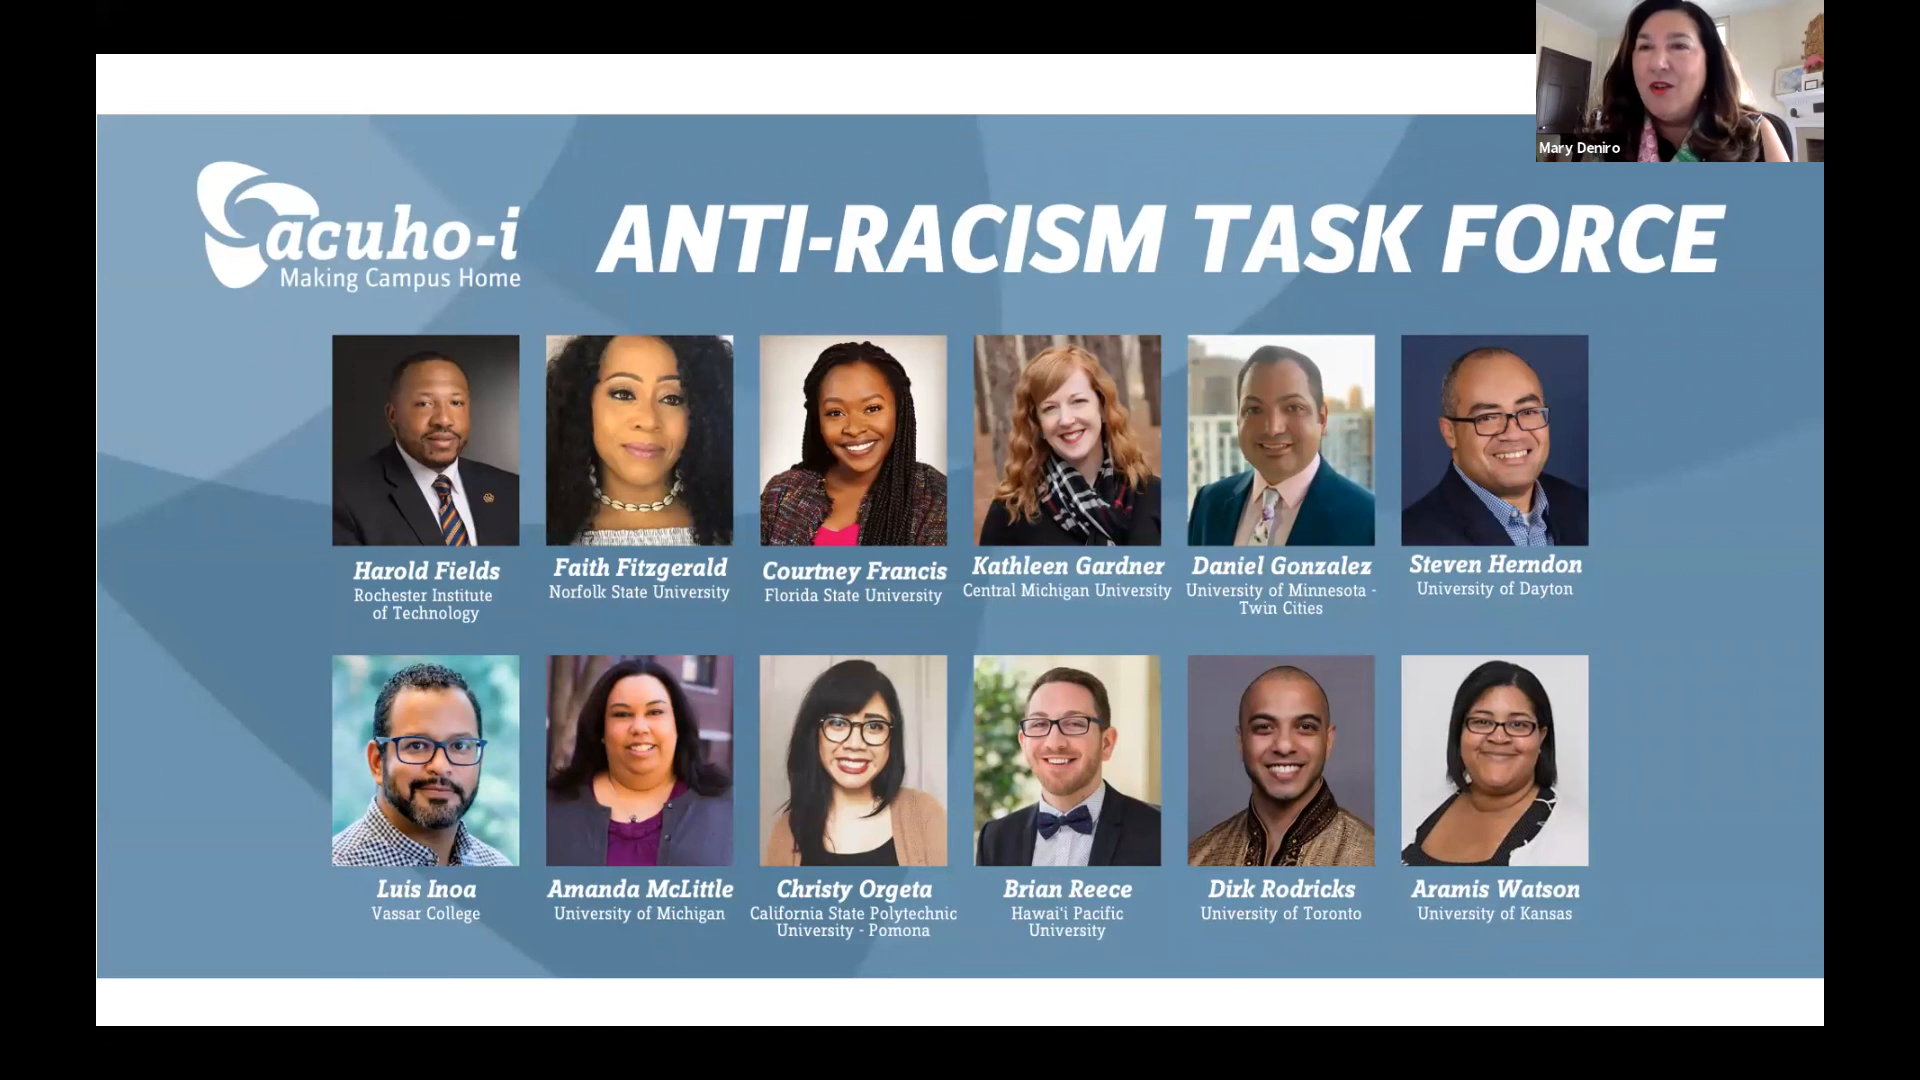 Mary Deniro
acuho-i
Making Campus Home
ANTI-RACISM TASK FORCE
Harold Fields
Rochester Institute
of Technology
Faith Fitzgerald
Norfolk State University
Courtney Francis
Florida State University
Kathleen Gardner
Central Michigan University
Daniel Gonzalez
University of Minnesota -
Twin Cities
Steven Herndon
University of Dayton
Luis Inoa
Vassar College
Amanda McLittle
University of Michigan
Christy Orgeta
California State Polytechnic
University - Pomona
Brian Reece
Hawai'i Pacific
University
Dirk Rodricks
University of Toronto
Aramis Watson
University of Kansas